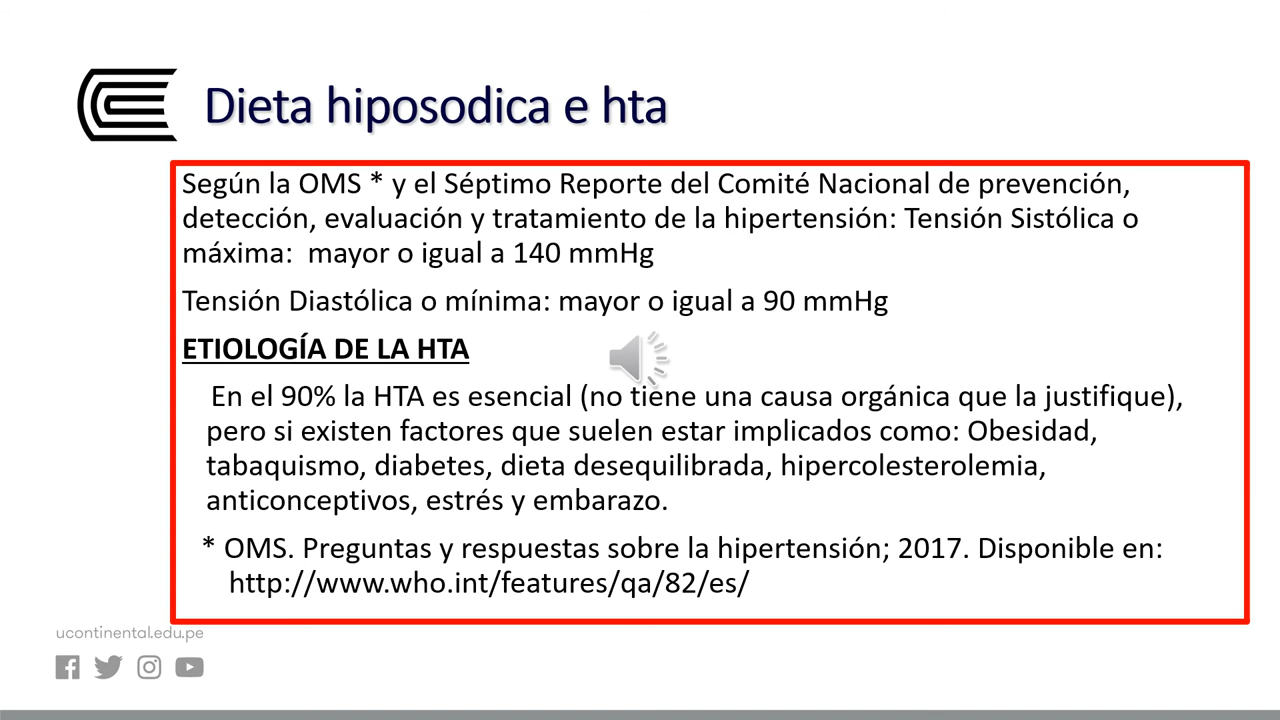 Dieta hiposodica e hta
Según la OMS * y el Séptimo Reporte del Comité Nacional de prevención,
detección, evaluación y tratamiento de la hipertensión: Tensión Sistólica o
máxima:  mayor o igual a 140 mmHg
Tensión Diastólica o mínima: mayor o igual a 90 mmHg
ETIOLOGÍA DE LA HTA
En el 90% la HTA es esencial (no tiene una causa orgánica que la justifique),
pero si existen factores que suelen estar implicados como: Obesidad,
tabaquismo, diabetes, dieta desequilibrada, hipercolesterolemia,
anticonceptivos, estrés y embarazo.
* OMS. Preguntas y respuestas sobre la hipertensión; 2017. Disponible en:
http://www.who.int/features/qa/82/es/
ucontinental.edu.pe